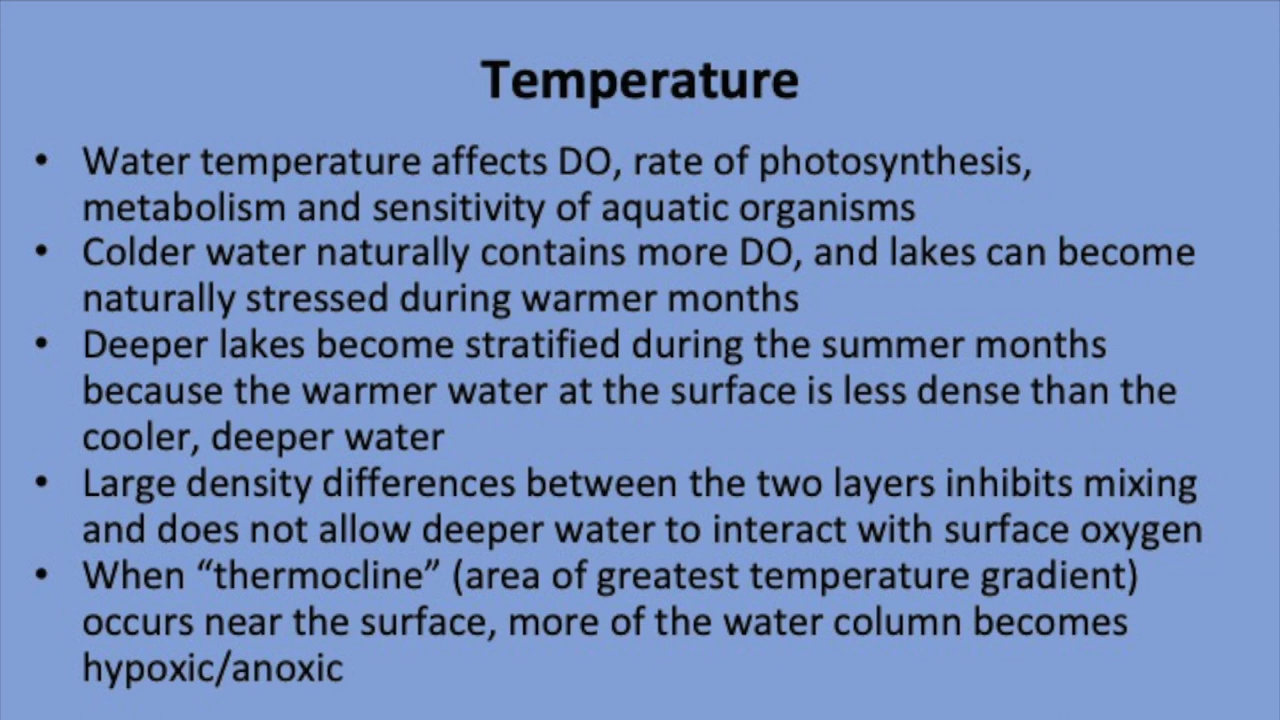 Temperature
• Water temperature affects DO, rate of photosynthesis,
metabolism and sensitivity of aquatic organisms
• Colder water naturally contains more DO, and lakes can become
naturally stressed during warmer months
• Deeper lakes become stratified during the summer months
because the warmer water at the surface is less dense than the
cooler, deeper water
• Large density differences between the two layers inhibits mixing
and does not allow deeper water to interact with surface oxygen
• When “thermocline” (area of greatest temperature gradient)
occurs near the surface, more of the water column becomes
hypoxic/anoxic